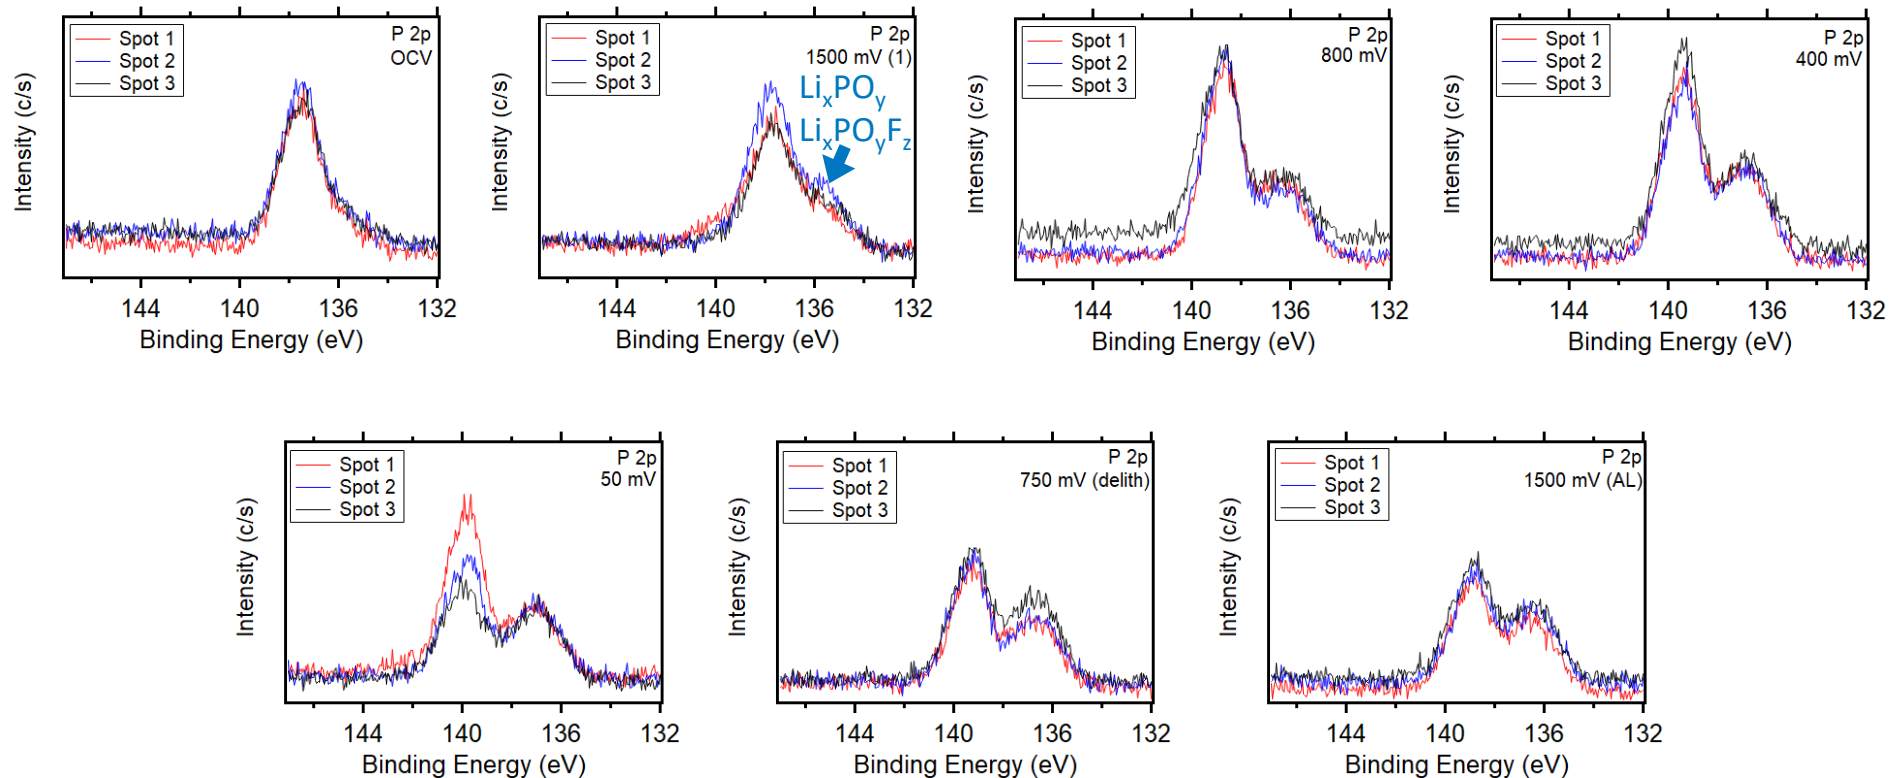 Spot 1
Spot 2
Spot 3
P 2p
OCV
Intensity (c/s)
144 140 136 132
Binding Energy (eV)
Spot 1
Spot 2
Spot 3
P 2p
1500 mV (1)
LixPOy
LixPOyFz
Intensity (c/s)
144 140 136 132
Binding Energy (eV)
Spot 1
Spot 2
Spot 3
P 2p
800 mV
Intensity (c/s)
144 140 136 132
Binding Energy (eV)
Spot 1
Spot 2
Spot 3
P 2p
400 mV
Intensity (c/s)
144 140 136 132
Binding Energy (eV)
Spot 1
Spot 2
Spot 3
P 2p
50 mV
Intensity (c/s)
144 140 136 132
Binding Energy (eV)
Spot 1
Spot 2
Spot 3
P 2p
750 mV (delith)
Intensity (c/s)
144 140 136 132
Binding Energy (eV)
Spot 1
Spot 2
Spot 3
P 2p
1500 mV (AL)
Intensity (c/s)
144 140 136 132
Binding Energy (eV)